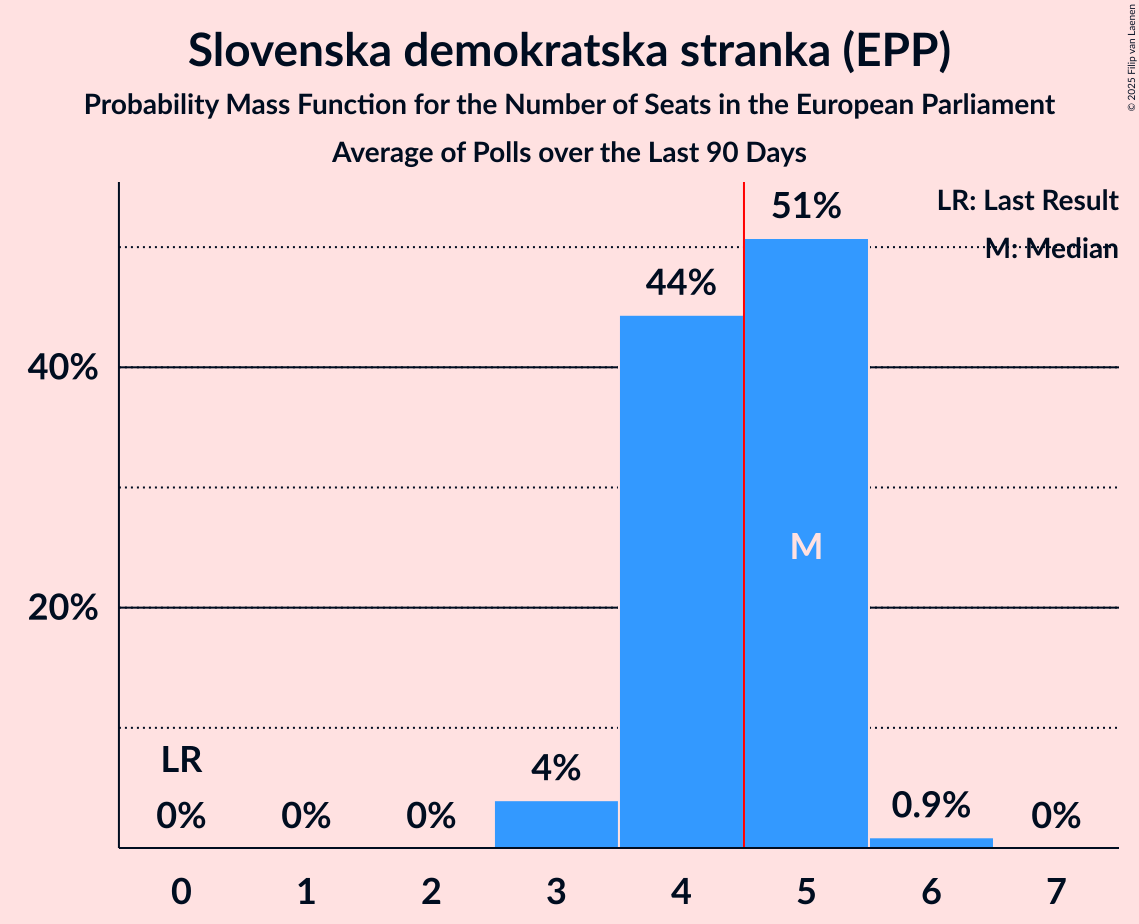 Slovenska demokratska stranka (EPP)
Probability Mass Function for the Number of Seats in the European Parliament
Average of Polls over the Last 90 Days
© 2025 Filip van Laenen
LR: Last Result
M: Median
51%
44%
40%
M
20%
LR
4%
0% 0% 0% 0.9% 0%
0 1 2 3 4 5 6 7